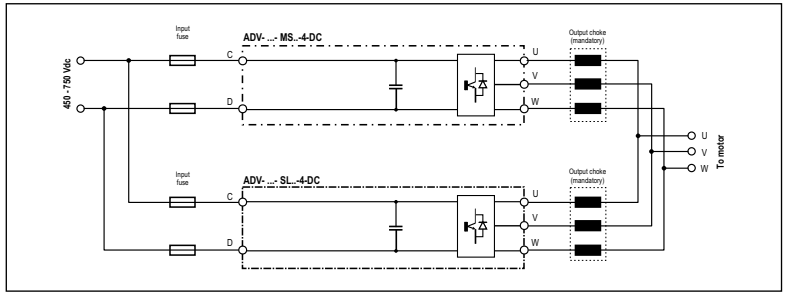 Input
fuse
ADV- ...- MS..-4-DC
Output choke
(mandatory)
C
U
V
450 - 750 Vdc
D
W
U
V
W
To motor
Input
fuse
ADV- ...- SL..-4-DC
Output choke
(mandatory)
C
U
V
D
W